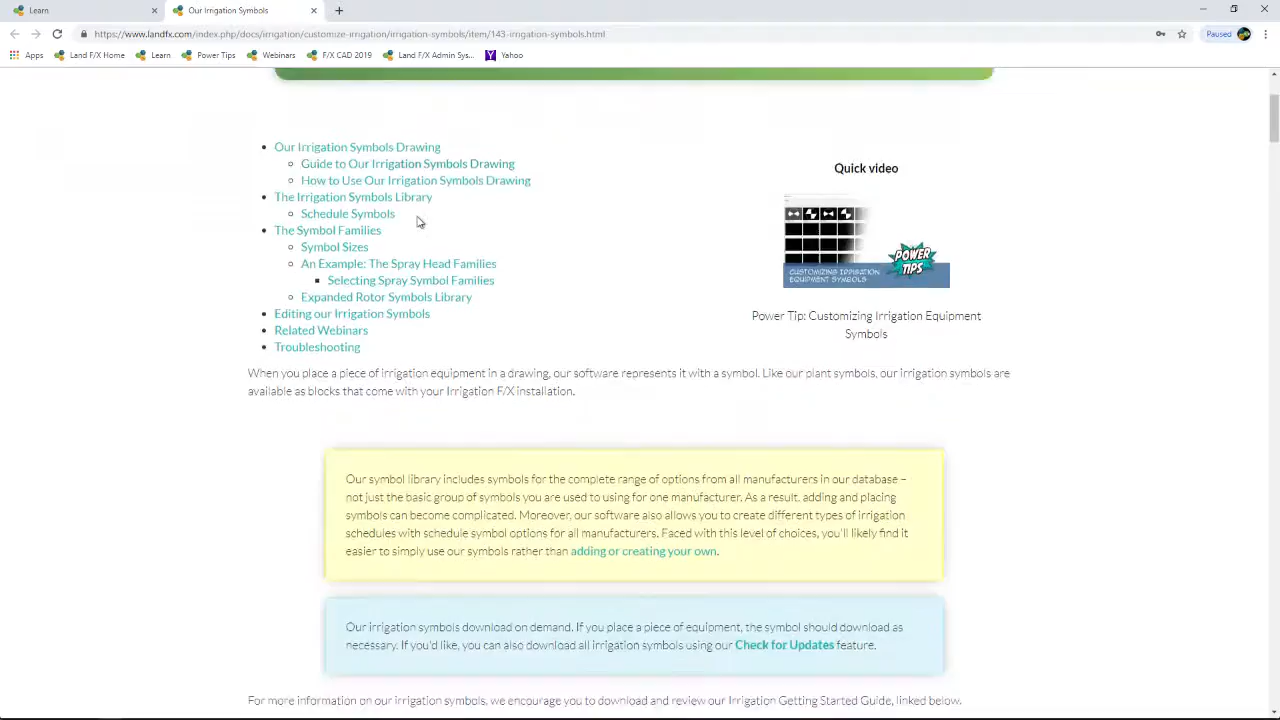 Learn
Our Irrigation Symbols
https://www.landfx.com/index.php/docs/irrigation/customize-irrigation/irrigation-symbols/item/143-irrigation-symbols.html
Paused
Apps
Land F/X Home
Learn
Power Tips
Webinars
F/X CAD 2019
Land F/X Admin Sys...
Yahoo
Our Irrigation Symbols Drawing
Guide to Our Irrigation Symbols Drawing
How to Use Our Irrigation Symbols Drawing
The Irrigation Symbols Library
Schedule Symbols
The Symbol Families
Symbol Sizes
An Example: The Spray Head Families
Selecting Spray Symbol Families
Expanded Rotor Symbols Library
Editing our Irrigation Symbols
Related Webinars
Troubleshooting
Quick video
POWER
TIPS
CUSTOMIZING IRRIGATION
EQUIPMENT SYMBOLS
Power Tip: Customizing Irrigation Equipment
Symbols
When you place a piece of irrigation equipment in a drawing, our software represents it with a symbol. Like our plant symbols, our irrigation symbols are
available as blocks that come with your Irrigation F/X installation.
Our symbol library includes symbols for the complete range of options from all manufacturers in our database –
not just the basic group of symbols you are used to using for one manufacturer. As a result, adding and placing
symbols can become complicated. Moreover, our software also allows you to create different types of irrigation
schedules with schedule symbol options for all manufacturers. Faced with this level of choices, you'll likely find it
easier to simply use our symbols rather than adding or creating your own.
Our irrigation symbols download on demand. If you place a piece of equipment, the symbol should download as
necessary. If you'd like, you can also download all irrigation symbols using our Check for Updates feature.
For more information on our irrigation symbols, we encourage you to download and review our Irrigation Getting Started Guide, linked below.